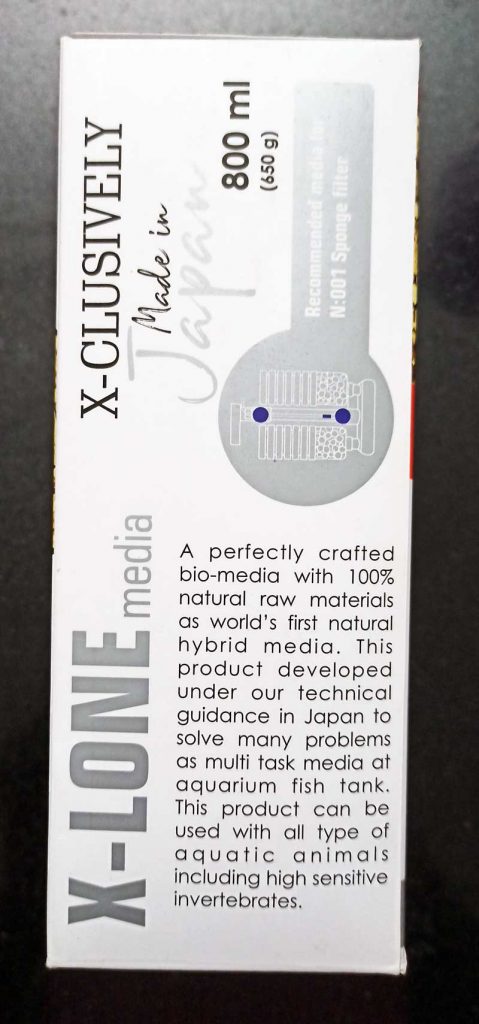 X-LONE media
X-CLUSIVELY
Made in
Japan
800 ml
(650 g)
Recommended media for
N:001 Sponge filter
A perfectly crafted
bio-media with 100%
natural raw materials
as world's first natural
hybrid media. This
product developed
under our technical
guidance in Japan to
solve many problems
as multi task media at
aquarium fish tank.
This product can be
used with all type of
aquatic animals
including high sensitive
invertebrates.